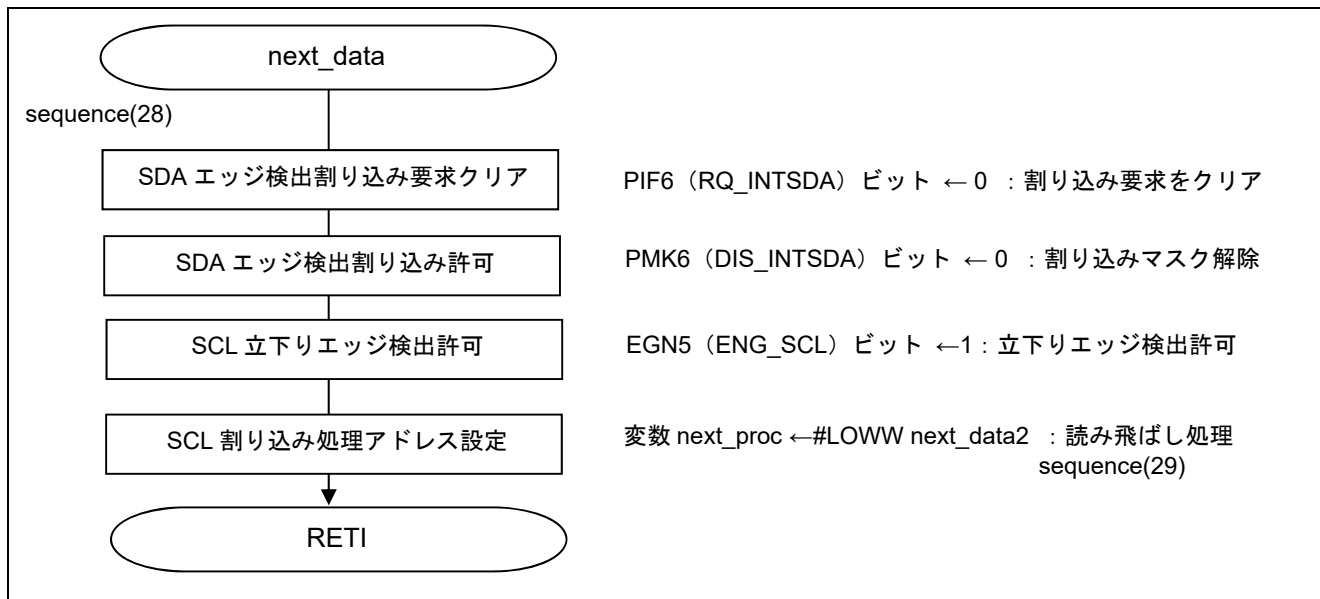 next_data
sequence(28)
SDA エッジ検出割り込み要求クリア
PIF6（RQ_INTSDA）ビット ← 0 ：割り込み要求をクリア
SDA エッジ検出割り込み許可
PMK6（DIS_INTSDA）ビット ← 0 ：割り込みマスク解除
SCL 立下りエッジ検出許可
EGN5（ENG_SCL）ビット ←1：立下りエッジ検出許可
SCL 割り込み処理アドレス設定
変数 next_proc ←#LOWW next_data2 ：読み飛ばし処理
sequence(29)
RETI